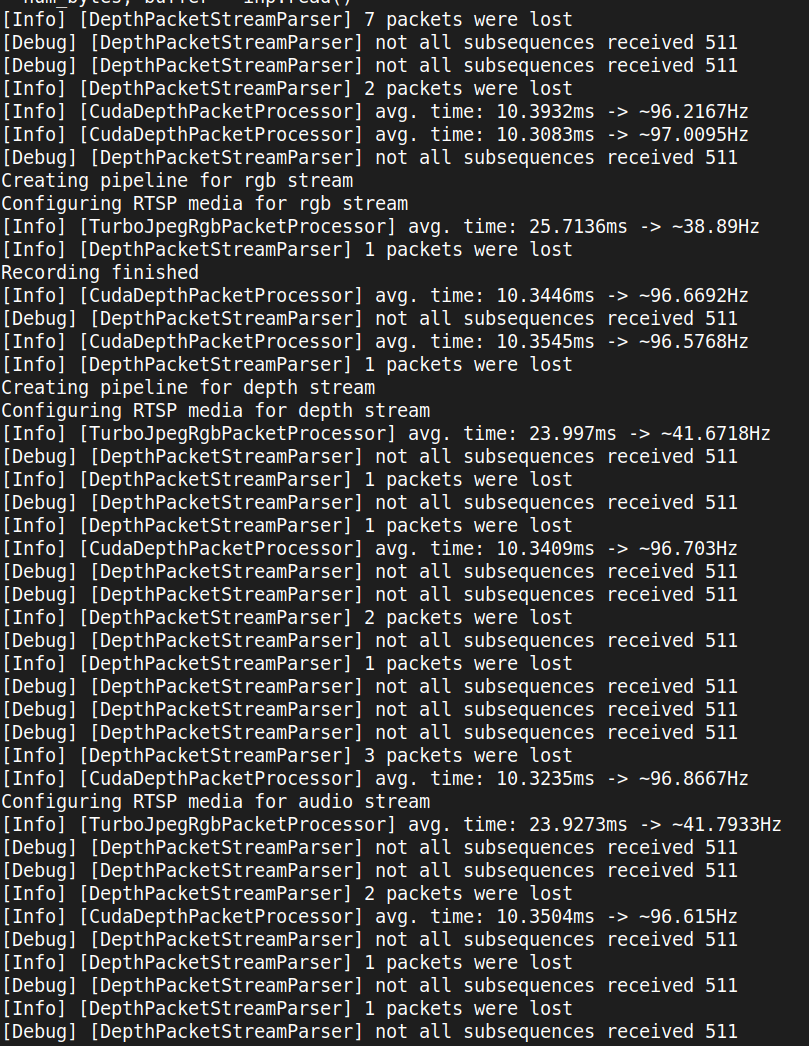 num_bytes, buffer = inp.read()
[Info] [DepthPacketStreamParser] 7 packets were lost
[Debug] [DepthPacketStreamParser] not all subsequences received 511
[Debug] [DepthPacketStreamParser] not all subsequences received 511
[Info] [DepthPacketStreamParser] 2 packets were lost
[Info] [CudaDepthPacketProcessor] avg. time: 10.3932ms -> ~96.2167Hz
[Info] [CudaDepthPacketProcessor] avg. time: 10.3083ms -> ~97.0095Hz
[Debug] [DepthPacketStreamParser] not all subsequences received 511
Creating pipeline for rgb stream
Configuring RTSP media for rgb stream
[Info] [TurboJpegRgbPacketProcessor] avg. time: 25.7136ms -> ~38.89Hz
[Info] [DepthPacketStreamParser] 1 packets were lost
Recording finished
[Info] [CudaDepthPacketProcessor] avg. time: 10.3446ms -> ~96.6692Hz
[Debug] [DepthPacketStreamParser] not all subsequences received 511
[Info] [CudaDepthPacketProcessor] avg. time: 10.3545ms -> ~96.5768Hz
[Info] [DepthPacketStreamParser] 1 packets were lost
Creating pipeline for depth stream
Configuring RTSP media for depth stream
[Info] [TurboJpegRgbPacketProcessor] avg. time: 23.997ms -> ~41.6718Hz
[Debug] [DepthPacketStreamParser] not all subsequences received 511
[Info] [DepthPacketStreamParser] 1 packets were lost
[Debug] [DepthPacketStreamParser] not all subsequences received 511
[Info] [DepthPacketStreamParser] 1 packets were lost
[Info] [CudaDepthPacketProcessor] avg. time: 10.3409ms -> ~96.703Hz
[Debug] [DepthPacketStreamParser] not all subsequences received 511
[Debug] [DepthPacketStreamParser] not all subsequences received 511
[Info] [DepthPacketStreamParser] 2 packets were lost
[Debug] [DepthPacketStreamParser] not all subsequences received 511
[Info] [DepthPacketStreamParser] 1 packets were lost
[Debug] [DepthPacketStreamParser] not all subsequences received 511
[Debug] [DepthPacketStreamParser] not all subsequences received 511
[Debug] [DepthPacketStreamParser] not all subsequences received 511
[Info] [DepthPacketStreamParser] 3 packets were lost
[Info] [CudaDepthPacketProcessor] avg. time: 10.3235ms -> ~96.8667Hz
Configuring RTSP media for audio stream
[Info] [TurboJpegRgbPacketProcessor] avg. time: 23.9273ms -> ~41.7933Hz
[Debug] [DepthPacketStreamParser] not all subsequences received 511
[Debug] [DepthPacketStreamParser] not all subsequences received 511
[Info] [DepthPacketStreamParser] 2 packets were lost
[Info] [CudaDepthPacketProcessor] avg. time: 10.3504ms -> ~96.615Hz
[Debug] [DepthPacketStreamParser] not all subsequences received 511
[Info] [DepthPacketStreamParser] 1 packets were lost
[Debug] [DepthPacketStreamParser] not all subsequences received 511
[Info] [DepthPacketStreamParser] 1 packets were lost
[Debug] [DepthPacketStreamParser] not all subsequences received 511